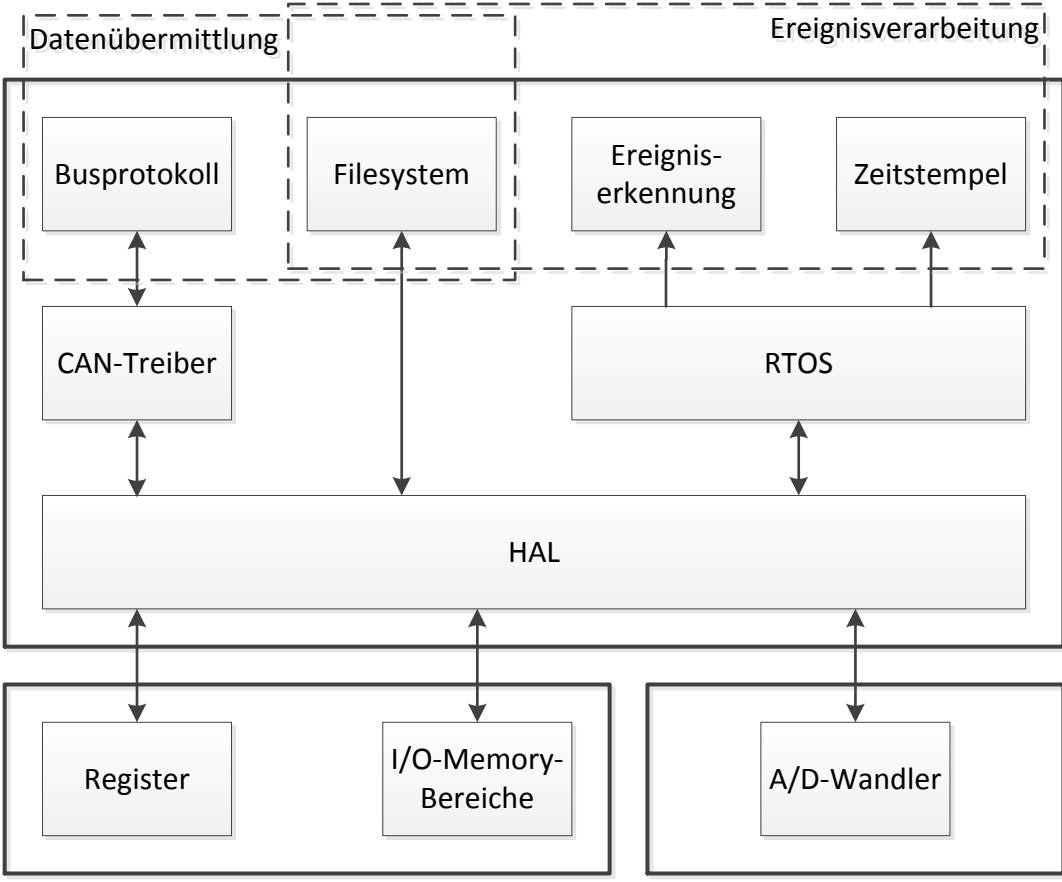 Datenübermittlung
Ereignisverarbeitung
Busprotokoll
Filesystem
Ereignis-
erkennung
Zeitstempel
CAN-Treiber
RTOS
HAL
Register
I/O-Memory-
Bereiche
A/D-Wandler